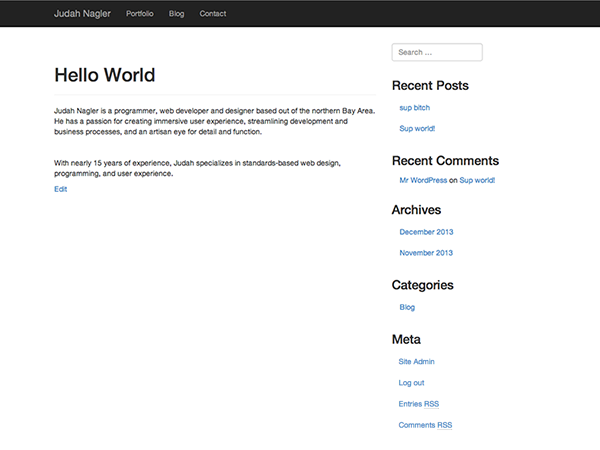 Judah Nagler Portfolio Blog Contact
Search ...
Hello World
Judah Nagler is a programmer, web developer and designer based out of the northern Bay Area.
He has a passion for creating immersive user experience, streamlining development and
business processes, and an artisan eye for detail and function.
With nearly 15 years of experience, Judah specializes in standards-based web design,
programming, and user experience.
Edit
Recent Posts
sup bitch
Sup world!
Recent Comments
Mr WordPress on Sup world!
Archives
December 2013
November 2013
Categories
Blog
Meta
Site Admin
Log out
Entries RSS
Comments RSS